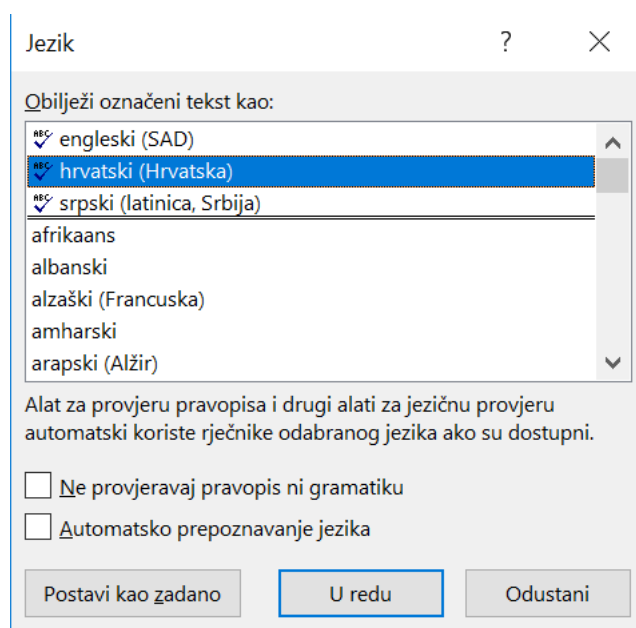 Jezik
Obilježi označeni tekst kao:
engleski (SAD)
hrvatski (Hrvatska)
srpski (latinica, Srbija)
afrikaans
albanski
alzaški (Francuska)
amharski
arapski (Alžir)
Alat za provjeru pravopisa i drugi alati za jezičnu provjeru
automatski koriste rječnike odabranog jezika ako su dostupni.
Ne provjeravaj pravopis ni gramatiku
Automatsko prepoznavanje jezika
Postavi kao zadano U redu Odustani